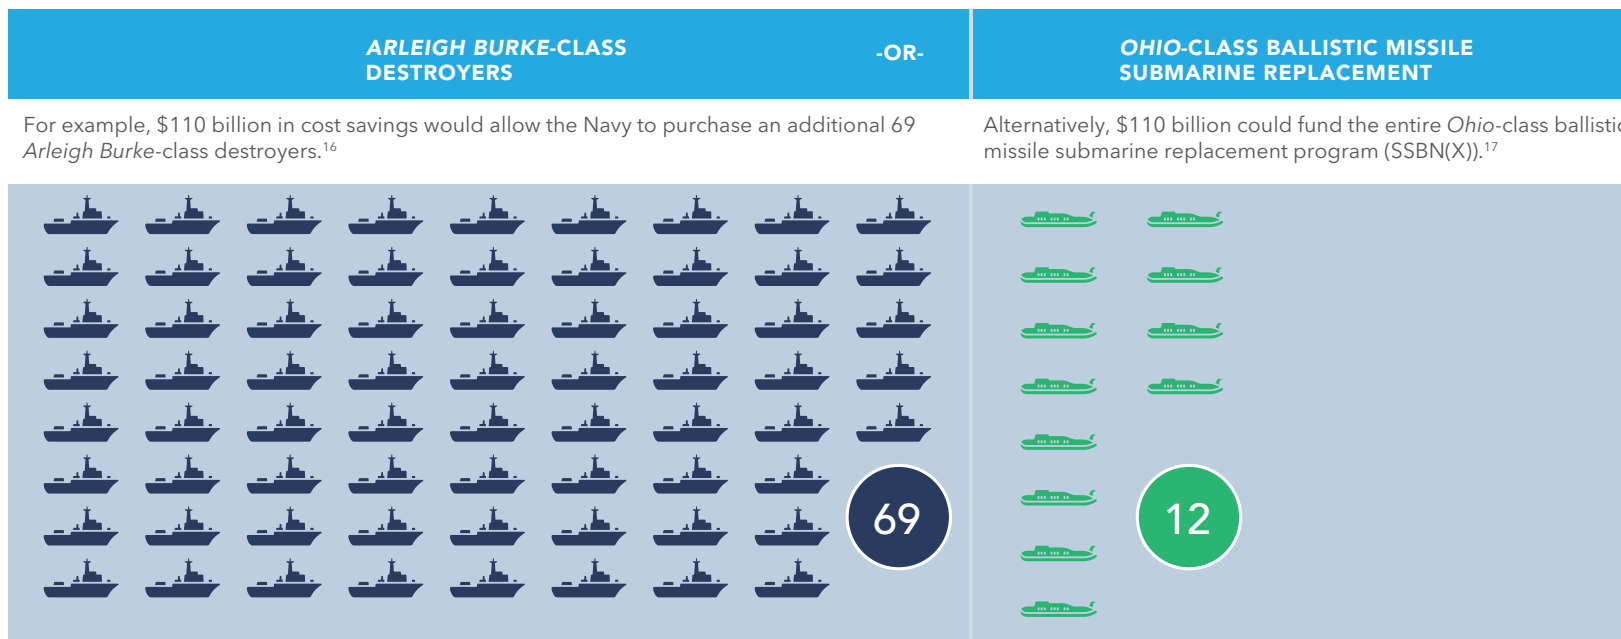 ARLEIGH BURKE-CLASS
DESTROYERS
-OR-
For example, $110 billion in cost savings would allow the Navy to purchase an additional 69
Arleigh Burke-class destroyers.16
69
OHIO-CLASS BALLISTIC MISSILE
SUBMARINE REPLACEMENT
Alternatively, $110 billion could fund the entire Ohio-class ballistic
missile submarine replacement program (SSBN(X)).17
12